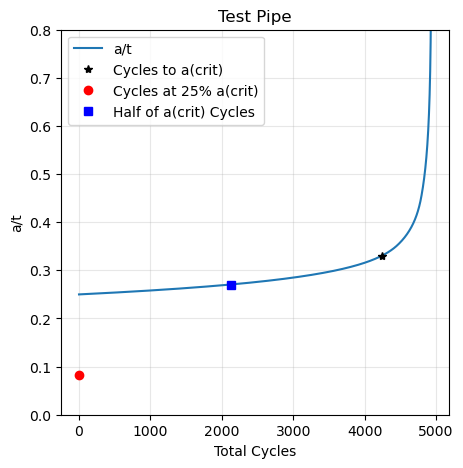 Test Pipe
a/t
Cycles to a(crit)
Cycles at 25% a(crit)
Half of a(crit) Cycles
0.8
0.7
0.6
0.5
0.4
0.3
0.2
0.1
0.0
a/t
0 1000 2000 3000 4000 5000
Total Cycles